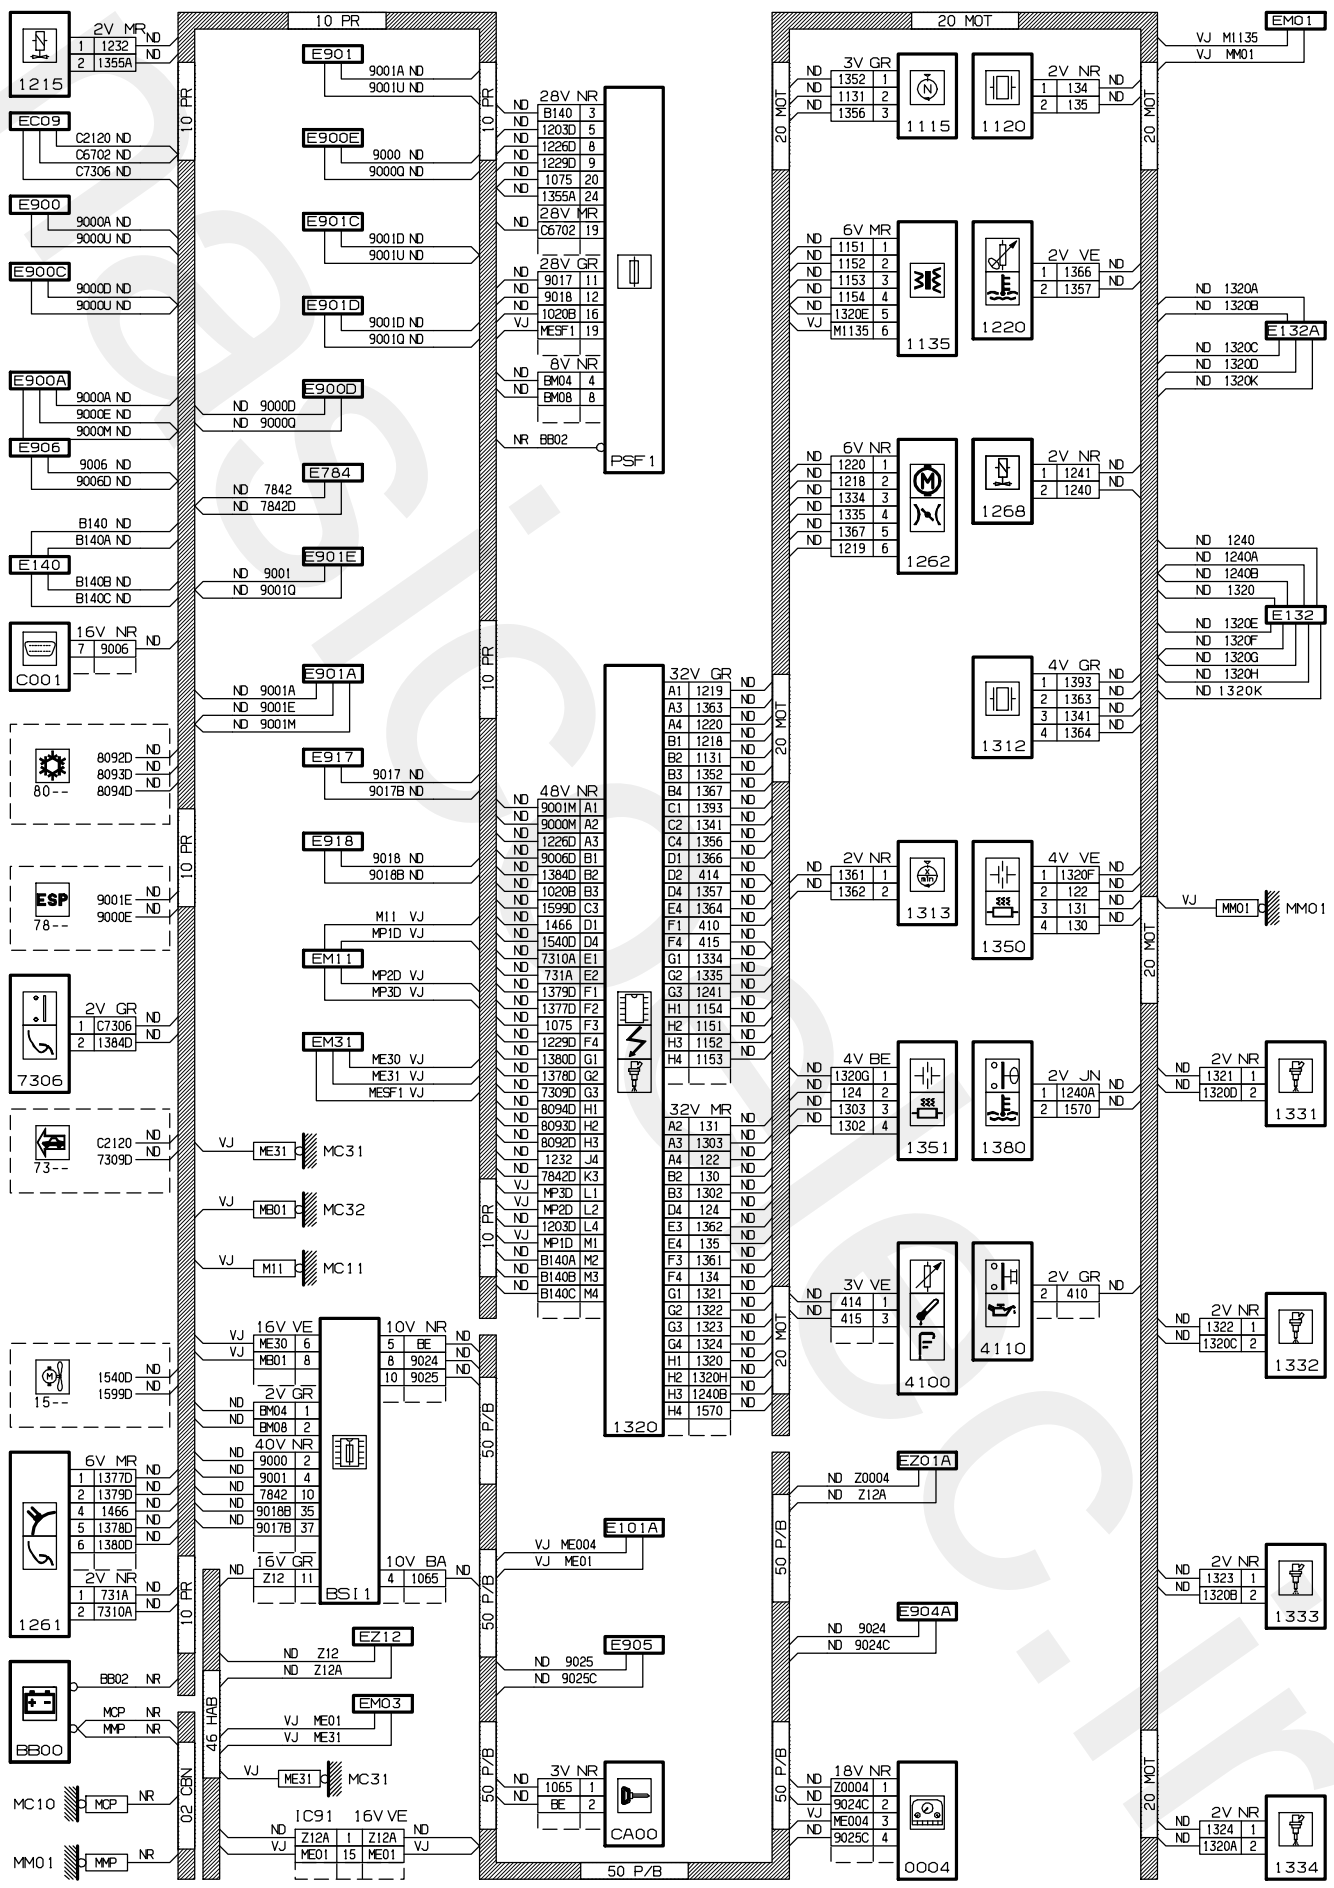 10 PR
20 MOT
2V MR
1 1232 ND
2 1355A ND
1215
EC09
C2120 ND
C6702 ND
C7306 ND
E900
9000A ND
9000U ND
E900C
9000D ND
9000U ND
E900A
9000A ND
9000E ND
9000M ND
E906
9006 ND
9006D ND
B140 ND
B140A ND
E140
B140B ND
B140C ND
16V NR
7 9006 ND
C001
8092D ND
8093D ND
8094D ND
80--
ESP
9001E ND
9000E ND
78--
2V GR
1 C7306 ND
2 1384D ND
7306
C2120 ND
7309D ND
73--
1540D ND
1599D ND
15--
6V MR
1 1377D ND
2 1379D ND
4 1466 ND
5 1378D ND
6 1380D ND
2V NR
1 731A ND
2 7310A ND
1261
BB02 NR
MCP NR
MMP NR
BB00
MC10 MCP NR
MM01 MMP NR
10 PR
10 PR
10 PR
02 CBN
46 HAB
E901
9001A ND
9001U ND
E900E
9000 ND
9000Q ND
E901C
9001D ND
9001U ND
E901D
9001D ND
9001Q ND
E900D
ND 9000D
ND 9000Q
E784
ND 7842
ND 7842D
E901E
ND 9001
ND 9001Q
E901A
ND 9001A
ND 9001E
ND 9001M
E917
9017 ND
9017B ND
E918
9018 ND
9018B ND
M11 VJ
MP1D VJ
EM11
MP2D VJ
MP3D VJ
EM31
ME30 VJ
ME31 VJ
MESF1 VJ
VJ ME31 MC31
VJ MB01 MC32
VJ M11 MC11
16V VE
VJ ME30 6
VJ MB01 8
2V GR
ND BM04 1
ND BM08 2
40V NR
ND 9000 2
ND 9001 4
ND 7842 10
ND 9018B 35
ND 9017B 37
16V GR
ND Z12 11
BSI1
10V NR
5 BE ND
8 9024 ND
10 9025 ND
10V BA
4 1065 ND
EZ12
ND Z12
ND Z12A
EM03
VJ ME01
VJ ME31
VJ ME31 MC31
IC91 16V VE
ND Z12A 1 Z12A ND
VJ ME01 15 ME01 VJ
10 PR
10 PR
10 PR
50 P/B
50 P/B
50 P/B
28V NR
ND B140 3
ND 1203D 5
ND 1226D 8
ND 1229D 9
ND 1075 20
ND 1355A 24
28V MR
ND C6702 19
28V GR
ND 9017 11
ND 9018 12
ND 1020B 16
VJ MESF1 19
8V NR
ND BM04 4
ND BM08 8
NR BB02
PSF1
48V NR
ND 9001M A1
ND 9000M A2
ND 1226D A3
ND 9006D B1
ND 1384D B2
ND 1020B B3
ND 1599D C3
ND 1466 D1
ND 1540D D4
ND 7310A E1
ND 731A E2
ND 1379D F1
ND 1377D F2
ND 1075 F3
ND 1229D F4
ND 1380D G1
ND 1378D G2
ND 7309D G3
ND 8094D H1
ND 8093D H2
ND 8092D H3
ND 1232 J4
ND 7842D K3
VJ MP3D L1
VJ MP2D L2
ND 1203D L4
VJ MP1D M1
ND B140A M2
ND B140B M3
ND B140C M4
32V GR
A1 1219 ND
A3 1363 ND
A4 1220 ND
B1 1218 ND
B2 1131 ND
B3 1352 ND
B4 1367 ND
C1 1393 ND
C2 1341 ND
C4 1356 ND
D1 1366 ND
D2 414 ND
D4 1357 ND
E4 1364 ND
F1 410 ND
F4 415 ND
G1 1334 ND
G2 1335 ND
G3 1241 ND
H1 1154 ND
H2 1151 ND
H3 1152 ND
H4 1153 ND
32V MR
A2 131 ND
A3 1303 ND
A4 122 ND
B2 130 ND
B3 1302 ND
D4 124 ND
E3 1362 ND
E4 135 ND
F3 1361 ND
F4 134 ND
G1 1321 ND
G2 1322 ND
G3 1323 ND
G4 1324 ND
H1 1320 ND
H2 1320H ND
H3 1240B ND
H4 1570 ND
1320
E101A
VJ ME004
VJ ME01
E905
ND 9025
ND 9025C
3V NR
ND 1065 1
ND BE 2
CA00
50 P/B
20 MOT
20 MOT
20 MOT
50 P/B
50 P/B
3V GR
ND 1352 1
ND 1131 2
ND 1356 3
1115
6V MR
ND 1151 1
ND 1152 2
ND 1153 3
ND 1154 4
ND 1320E 5
VJ M1135 6
1135
6V NR
ND 1220 1
ND 1218 2
ND 1334 3
ND 1335 4
ND 1367 5
ND 1219 6
1262
2V NR
ND 1361 1
ND 1362 2
1313
4V BE
ND 1320G 1
ND 124 2
ND 1303 3
ND 1302 4
1351
3V VE
ND 414 1
ND 415 3
4100
EZ01A
ND Z0004
ND Z12A
E904A
ND 9024
ND 9024C
18V NR
ND Z0004 1
ND 9024C 2
VJ ME004 3
ND 9025C 4
0004
2V NR
1 134 ND
2 135 ND
1120
2V VE
1 1366 ND
2 1357 ND
1220
2V NR
1 1241 ND
2 1240 ND
1268
4V GR
1 1393 ND
2 1363 ND
3 1341 ND
4 1364 ND
1312
4V VE
1 1320F ND
2 122 ND
3 131 ND
4 130 ND
1350
2V JN
1 1240A ND
2 1570 ND
1380
2V GR
2 410 ND
4110
20 MOT
20 MOT
20 MOT
EM01
VJ M1135
VJ MM01
ND 1320A
ND 1320B
E132A
ND 1320C
ND 1320D
ND 1320K
ND 1240
ND 1240A
ND 1240B
ND 1320
E132
ND 1320E
ND 1320F
ND 1320G
ND 1320H
ND 1320K
VJ MM01 MM01
2V NR
ND 1321 1
ND 1320D 2
1331
2V NR
ND 1322 1
ND 1320C 2
1332
2V NR
ND 1323 1
ND 1320B 2
1333
2V NR
ND 1324 1
ND 1320A 2
1334